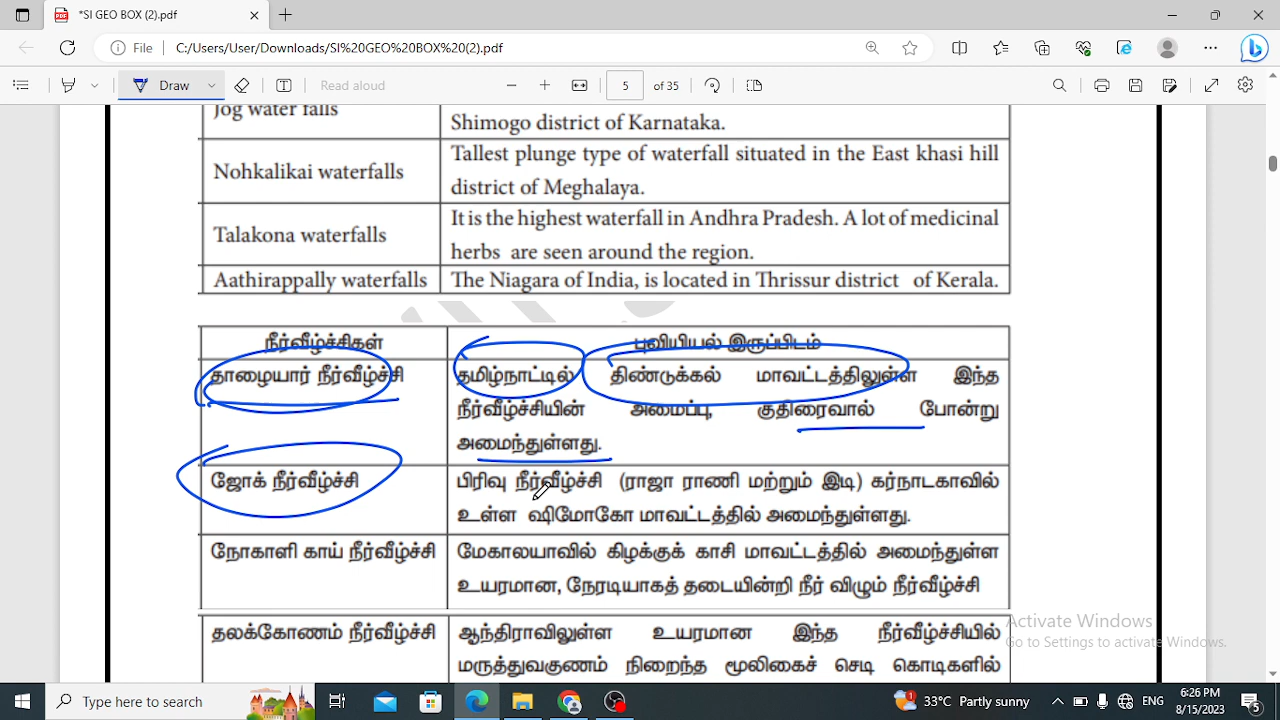 *SI GEO BOX (2).pdf
File C:/Users/User/Downloads/SI%20GEO%20BOX%20(2).pdf
Draw Read aloud 5 of 35
Jog water falls
Shimogo district of Karnataka.
Nohkalikai waterfalls
Tallest plunge type of waterfall situated in the East khasi hill
district of Meghalaya.
Talakona waterfalls
It is the highest waterfall in Andhra Pradesh. A lot of medicinal
herbs are seen around the region.
Aathirappally waterfalls
The Niagara of India, is located in Thrissur district of Kerala.
நீர்வீழ்ச்சிகள்
புவியியல் இருப்பிடம்
தாழையார் நீர்வீழ்ச்சி
தமிழ்நாட்டில் திண்டுக்கல் மாவட்டத்திலுள்ள இந்த
நீர்வீழ்ச்சியின் அமைப்பு, குதிரைவால் போன்று
அமைந்துள்ளது.
ஜோக் நீர்வீழ்ச்சி
பிரிவு நீர்வீழ்ச்சி (ராஜா ராணி மற்றும் இடி) கர்நாடகாவில்
உள்ள ஷிமோகோ மாவட்டத்தில் அமைந்துள்ளது.
நோகாளி காய் நீர்வீழ்ச்சி
மேகாலயாவில் கிழக்குக் காசி மாவட்டத்தில் அமைந்துள்ள
உயரமான, நேரடியாகத் தடையின்றி நீர் விழும் நீர்வீழ்ச்சி
தலக்கோணம் நீர்வீழ்ச்சி
ஆந்திராவிலுள்ள உயரமான இந்த நீர்வீழ்ச்சியில்
மருத்துவகுணம் நிறைந்த மூலிகைச் செடி கொடிகளில்
Activate Windows
Go to Settings to activate Windows.
Type here to search
33°C Partly sunny
ENG
6:26 PM
8/15/2023
5